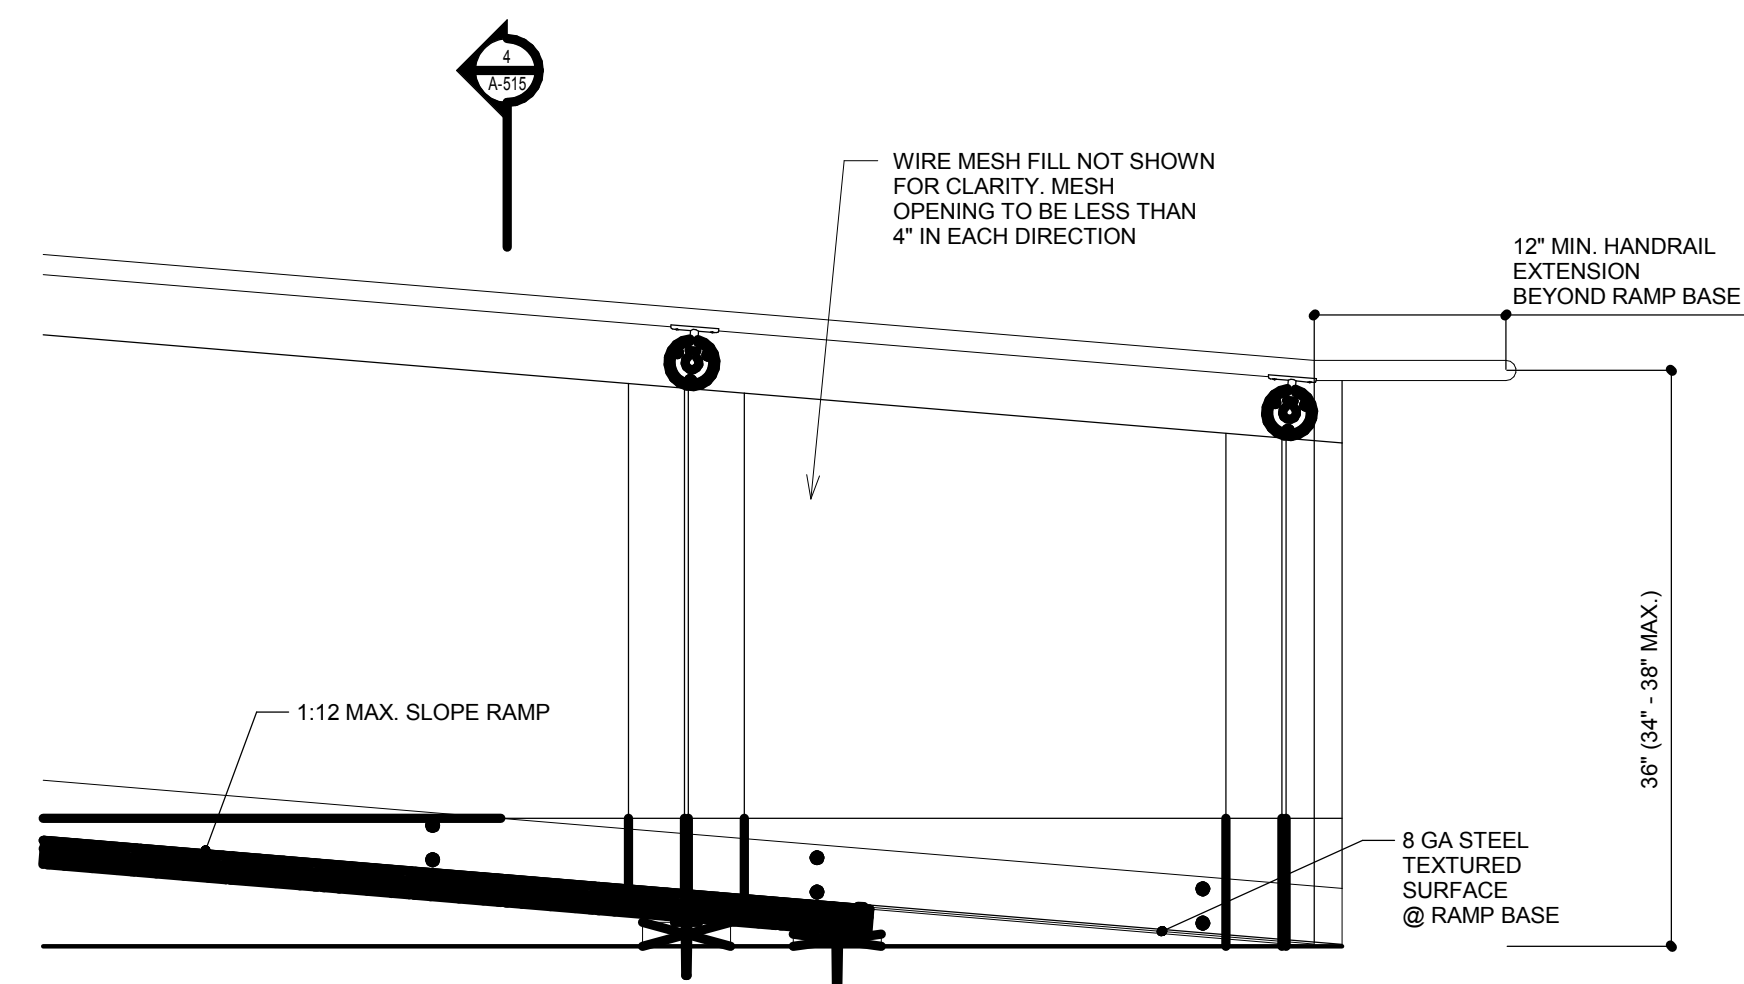 4
A-515
WIRE MESH FILL NOT SHOWN
FOR CLARITY. MESH
OPENING TO BE LESS THAN
4" IN EACH DIRECTION
12" MIN. HANDRAIL
EXTENSION
BEYOND RAMP BASE
36" (34" - 38" MAX.)
1:12 MAX. SLOPE RAMP
8 GA STEEL
TEXTURED
SURFACE
@ RAMP BASE